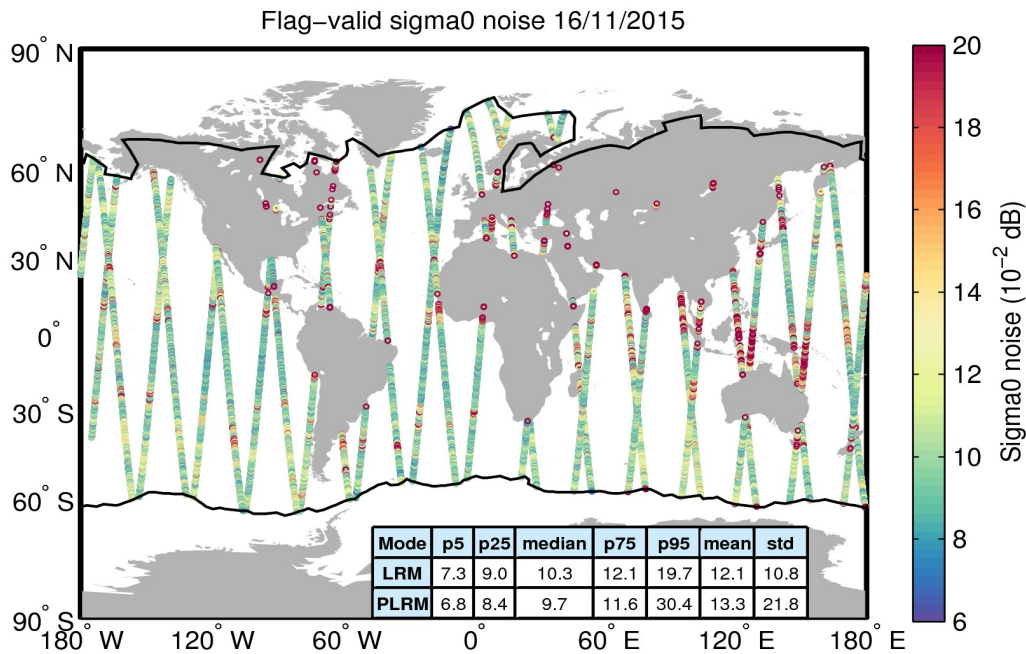 Flag−valid sigma0 noise 16/11/2015
90° N
60° N
30° N
0°
30° S
60° S
90° S
180° W
120° W
60° W
0°
60° E
120° E
180° E
20
18
16
14
12
10
8
6
Sigma0 noise (10⁻² dB)
Mode p5 p25 median p75 p95 mean std
LRM 7.3 9.0 10.3 12.1 19.7 12.1 10.8
PLRM 6.8 8.4 9.7 11.6 30.4 13.3 21.8